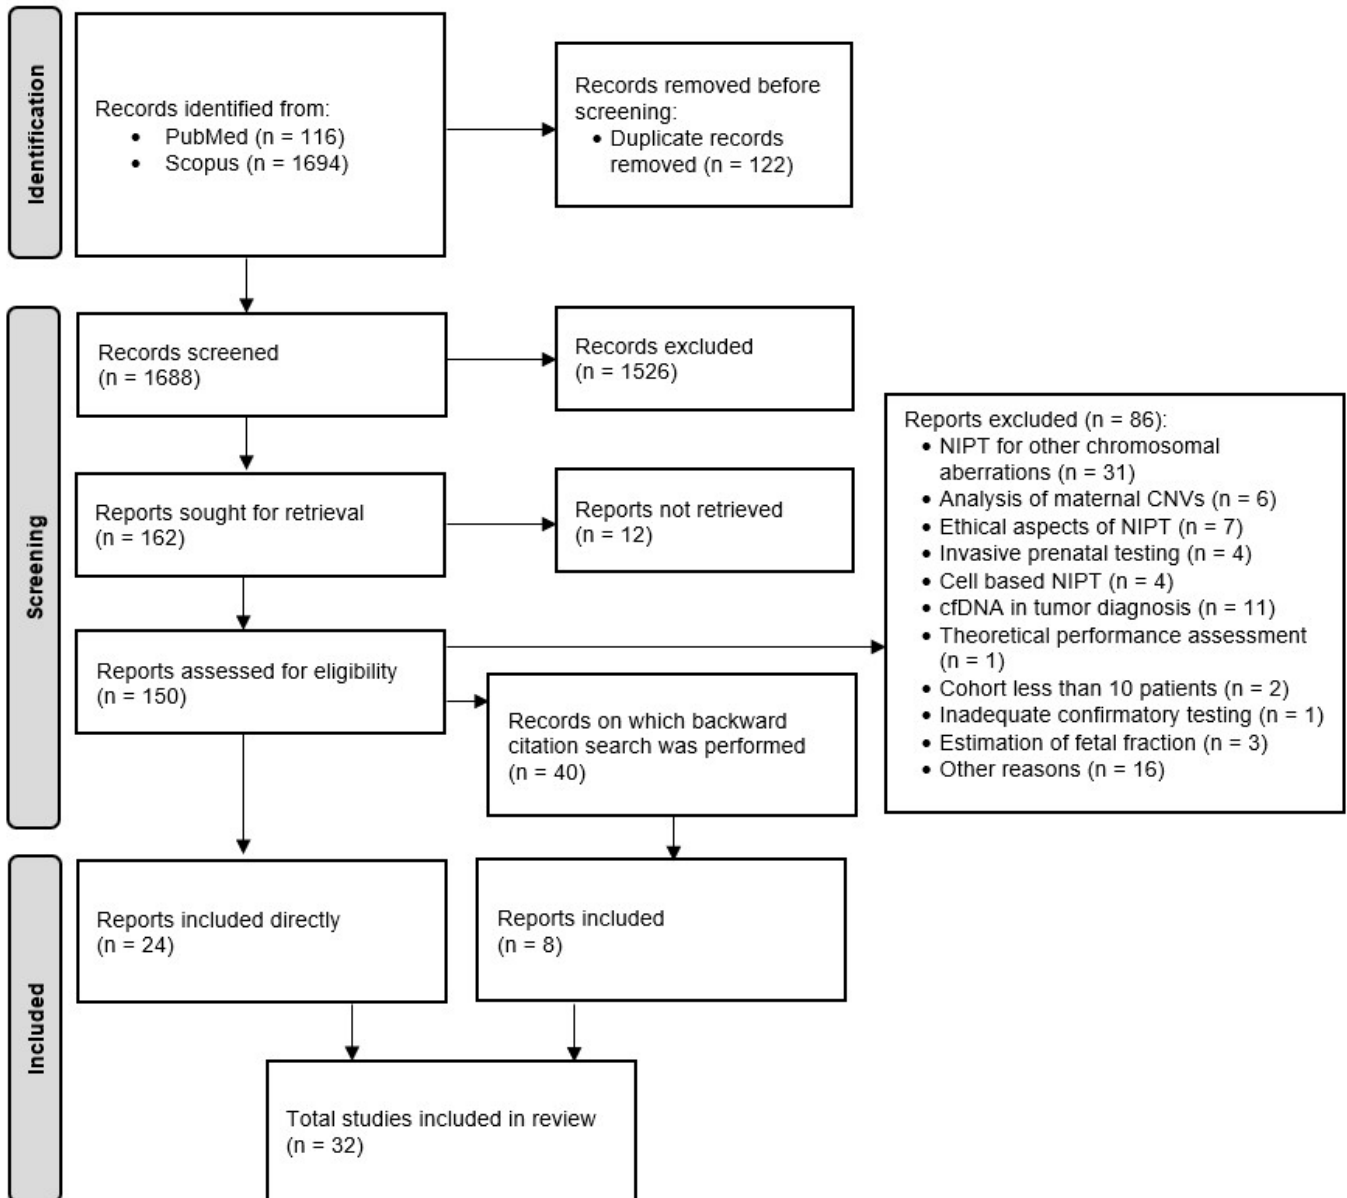 Identification
Records identified from:
• PubMed (n = 116)
• Scopus (n = 1694)
Records removed before
screening:
• Duplicate records
removed (n = 122)
Screening
Records screened
(n = 1688)
Records excluded
(n = 1526)
Reports sought for retrieval
(n = 162)
Reports not retrieved
(n = 12)
Reports assessed for eligibility
(n = 150)
Reports excluded (n = 86):
• NIPT for other chromosomal
aberrations (n = 31)
• Analysis of maternal CNVs (n = 6)
• Ethical aspects of NIPT (n = 7)
• Invasive prenatal testing (n = 4)
• Cell based NIPT (n = 4)
• cfDNA in tumor diagnosis (n = 11)
• Theoretical performance assessment
(n = 1)
• Cohort less than 10 patients (n = 2)
• Inadequate confirmatory testing (n = 1)
• Estimation of fetal fraction (n = 3)
• Other reasons (n = 16)
Records on which backward
citation search was performed
(n = 40)
Included
Reports included directly
(n = 24)
Reports included
(n = 8)
Total studies included in review
(n = 32)